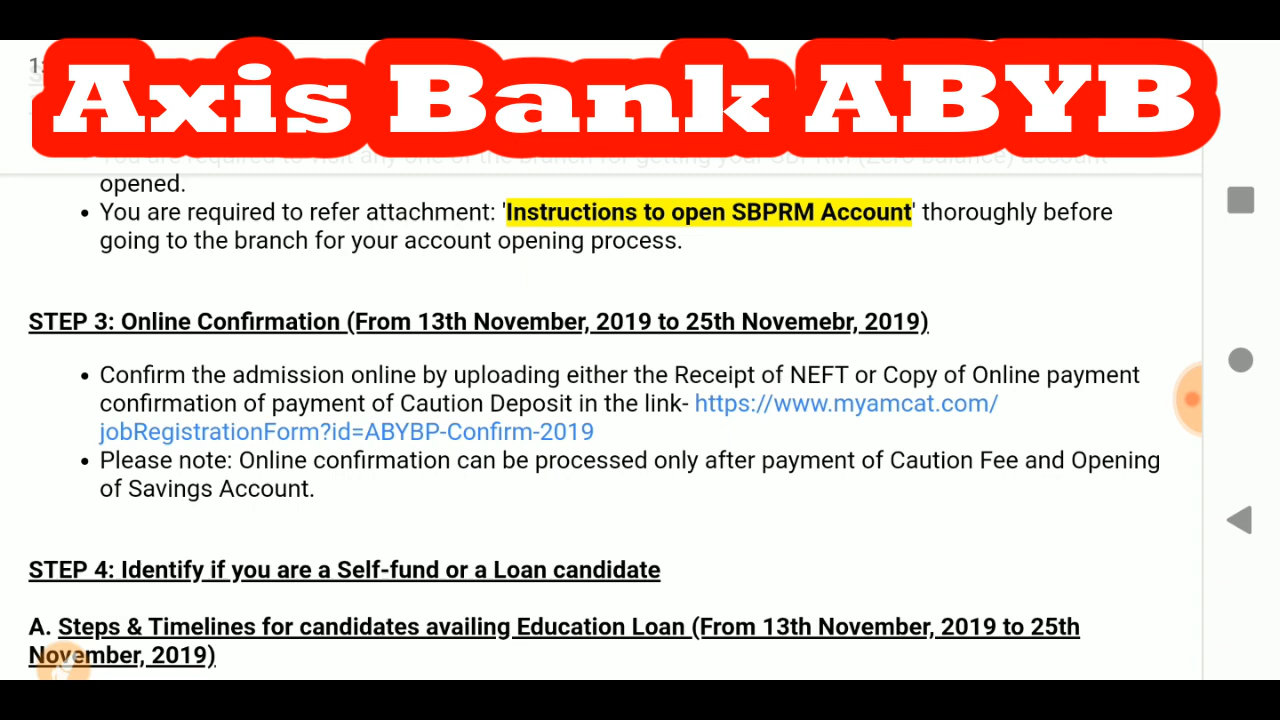 Axis Bank ABYB
opened.
• You are required to refer attachment: 'Instructions to open SBPRM Account' thoroughly before
going to the branch for your account opening process.
STEP 3: Online Confirmation (From 13th November, 2019 to 25th Novemebr, 2019)
• Confirm the admission online by uploading either the Receipt of NEFT or Copy of Online payment
confirmation of payment of Caution Deposit in the link- https://www.myamcat.com/
jobRegistrationForm?id=ABYBP-Confirm-2019
• Please note: Online confirmation can be processed only after payment of Caution Fee and Opening
of Savings Account.
STEP 4: Identify if you are a Self-fund or a Loan candidate
A. Steps & Timelines for candidates availing Education Loan (From 13th November, 2019 to 25th
November, 2019)